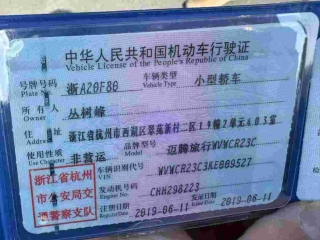 中华人民共和国机动车行驶证
Vehicle License of the People's Republic of China
号牌号码 浙AZ0F80 车辆类型 小型轿车
Plate No. Vehicle Type
所有人 丛树峰
Owner
住址 浙江省杭州市西湖区翠苑新村二区19幢2单元403室
Address
使用性质 非营运 品牌型号 迈腾旅行WVWCR23C
Use Character Model
浙江省杭州 车辆识别代号 WVWCR23C3KE009527
VIN
市公安局交 发动机号码 CHH298223
Engine No.
通警察支队 注册日期 2019-06-11 发证日期 2019-06-11
Register Date Issue Date